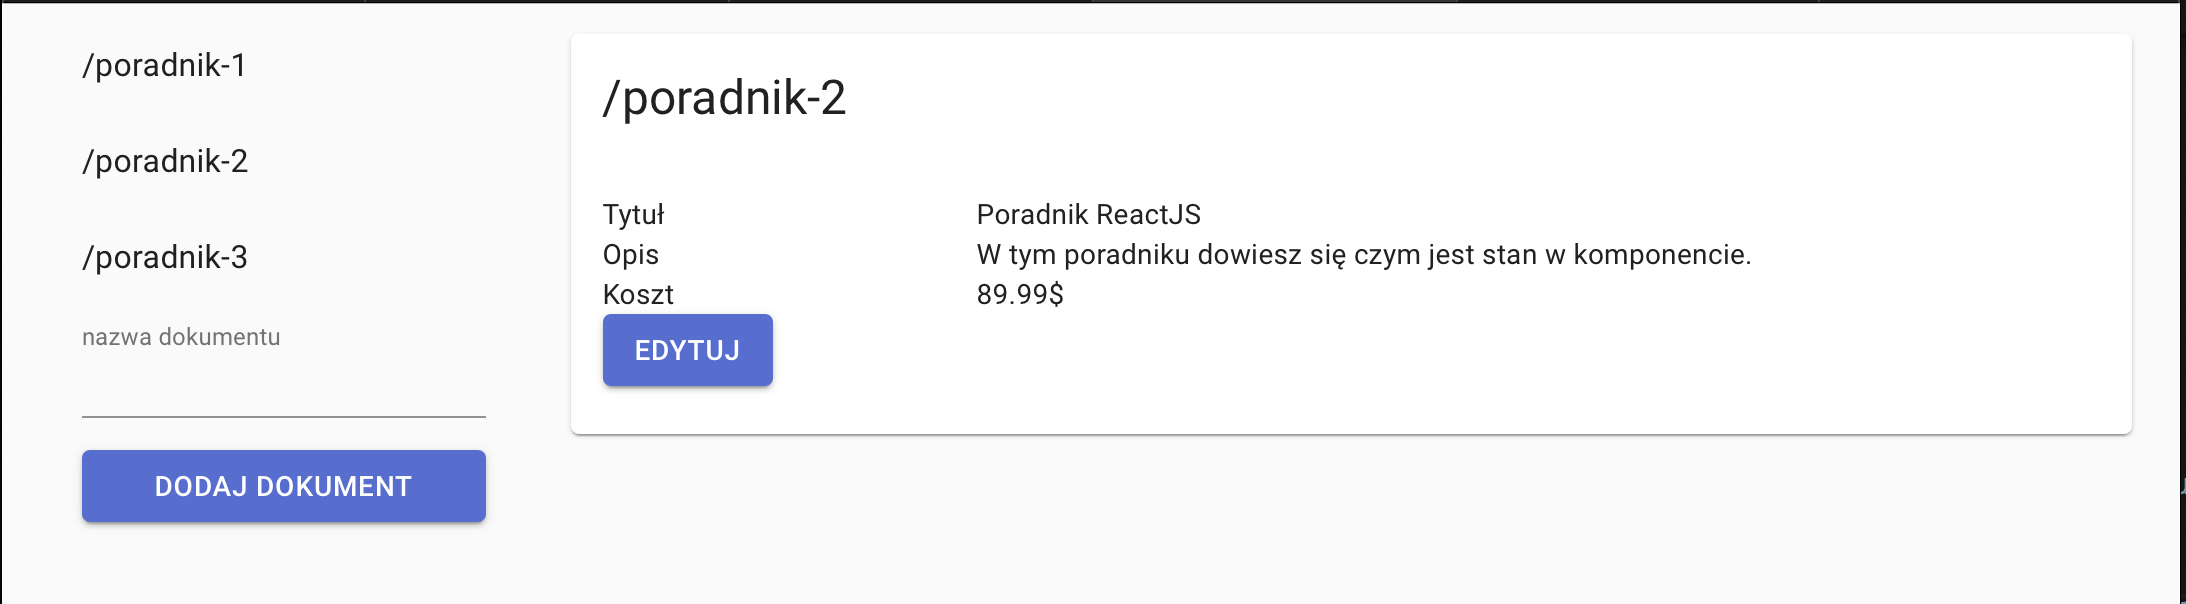 /poradnik-1
/poradnik-2
/poradnik-3
nazwa dokumentu
DODAJ DOKUMENT
/poradnik-2
Tytuł Poradnik ReactJS
Opis W tym poradniku dowiesz się czym jest stan w komponencie.
Koszt 89.99$
EDYTUJ